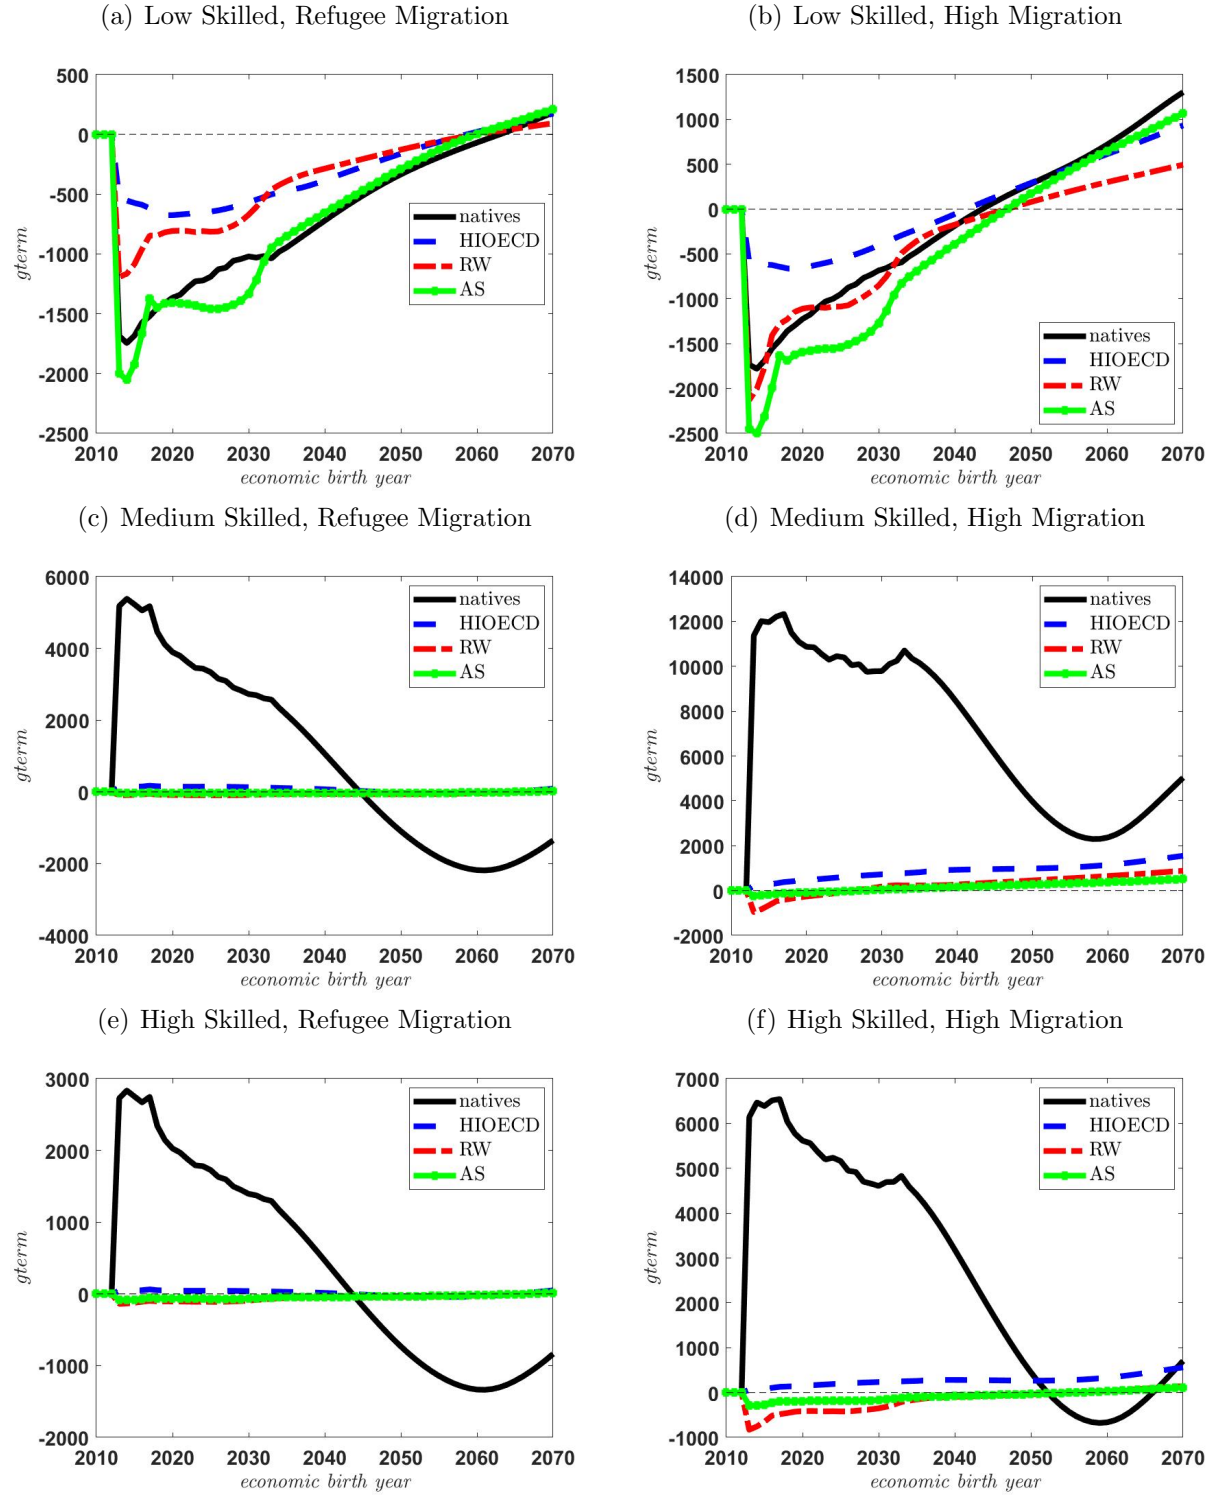 (a) Low Skilled, Refugee Migration
500
0
-500
-1000
-1500
-2000
-2500
gterm
natives
HIOECD
RW
AS
2010 2020 2030 2040 2050 2060 2070
economic birth year
(b) Low Skilled, High Migration
1500
1000
500
0
-500
-1000
-1500
-2000
-2500
gterm
natives
HIOECD
RW
AS
2010 2020 2030 2040 2050 2060 2070
economic birth year
(c) Medium Skilled, Refugee Migration
6000
4000
2000
0
-2000
-4000
gterm
natives
HIOECD
RW
AS
2010 2020 2030 2040 2050 2060 2070
economic birth year
(d) Medium Skilled, High Migration
14000
12000
10000
8000
6000
4000
2000
0
-2000
gterm
natives
HIOECD
RW
AS
2010 2020 2030 2040 2050 2060 2070
economic birth year
(e) High Skilled, Refugee Migration
3000
2000
1000
0
-1000
-2000
gterm
natives
HIOECD
RW
AS
2010 2020 2030 2040 2050 2060 2070
economic birth year
(f) High Skilled, High Migration
7000
6000
5000
4000
3000
2000
1000
0
-1000
gterm
natives
HIOECD
RW
AS
2010 2020 2030 2040 2050 2060 2070
economic birth year